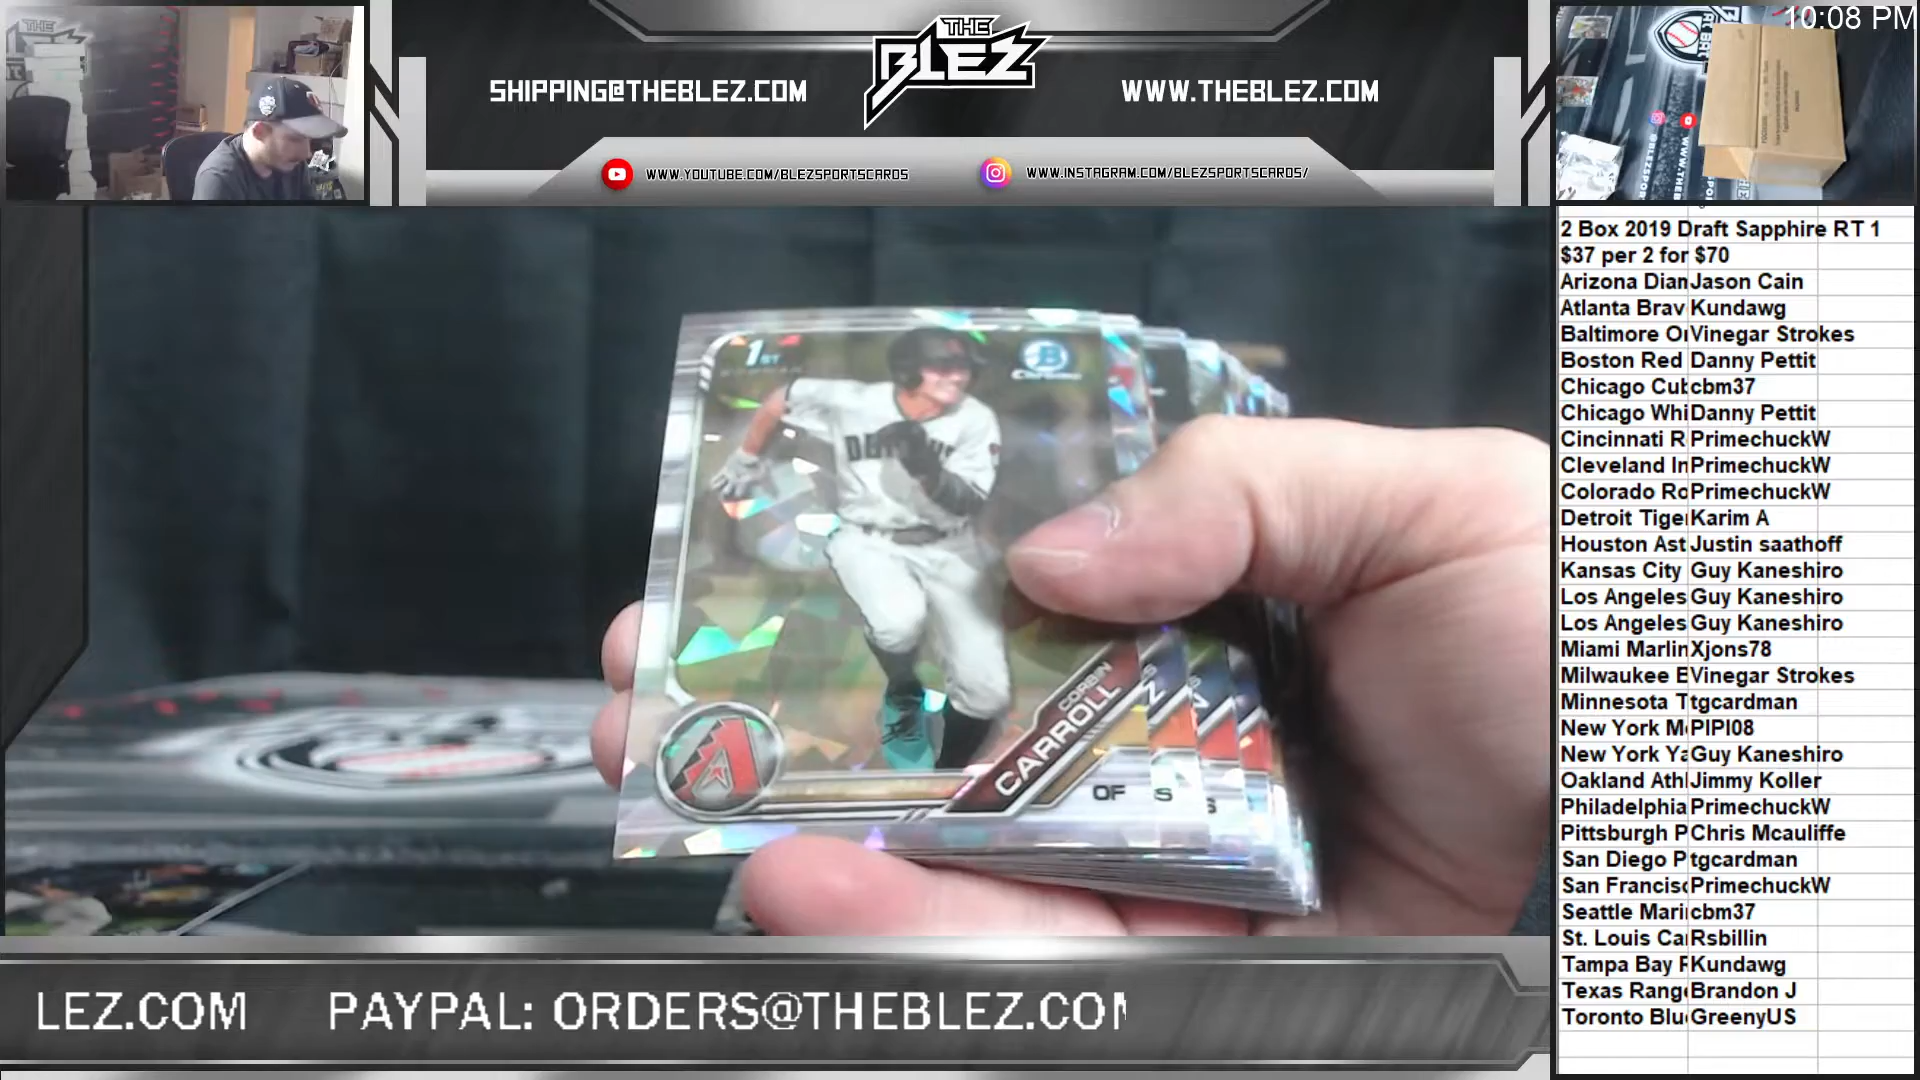 10:08 PM
THE
BLEZ
SHIPPING@THEBLEZ.COM
WWW.THEBLEZ.COM
WWW.YOUTUBE.COM/BLEZSPORTSCARDS
WWW.INSTAGRAM.COM/BLEZSPORTSCARDS/
2 Box 2019 Draft Sapphire RT 1
$37 per 2 for $70
Arizona Diam Jason Cain
Atlanta Brav Kundawg
Baltimore O Vinegar Strokes
Boston Red Danny Pettit
Chicago Cub cbm37
Chicago Whi Danny Pettit
Cincinnati R PrimechuckW
Cleveland In PrimechuckW
Colorado Ro PrimechuckW
Detroit Tige Karim A
Houston Ast Justin saathoff
Kansas City Guy Kaneshiro
Los Angeles Guy Kaneshiro
Los Angeles Guy Kaneshiro
Miami Marlin Xjons78
Milwaukee B Vinegar Strokes
Minnesota T tgcardman
New York M PIPI08
New York Ya Guy Kaneshiro
Oakland Athl Jimmy Koller
Philadelphia PrimechuckW
Pittsburgh P Chris Mcauliffe
San Diego P tgcardman
San Francisc PrimechuckW
Seattle Mari cbm37
St. Louis Ca Rsbillin
Tampa Bay R Kundawg
Texas Rang Brandon J
Toronto Blu GreenyUS
1ST
BOWMAN
B
Chrome
CORBIN
CARROLL
OF
LEZ.COM PAYPAL: ORDERS@THEBLEZ.COM